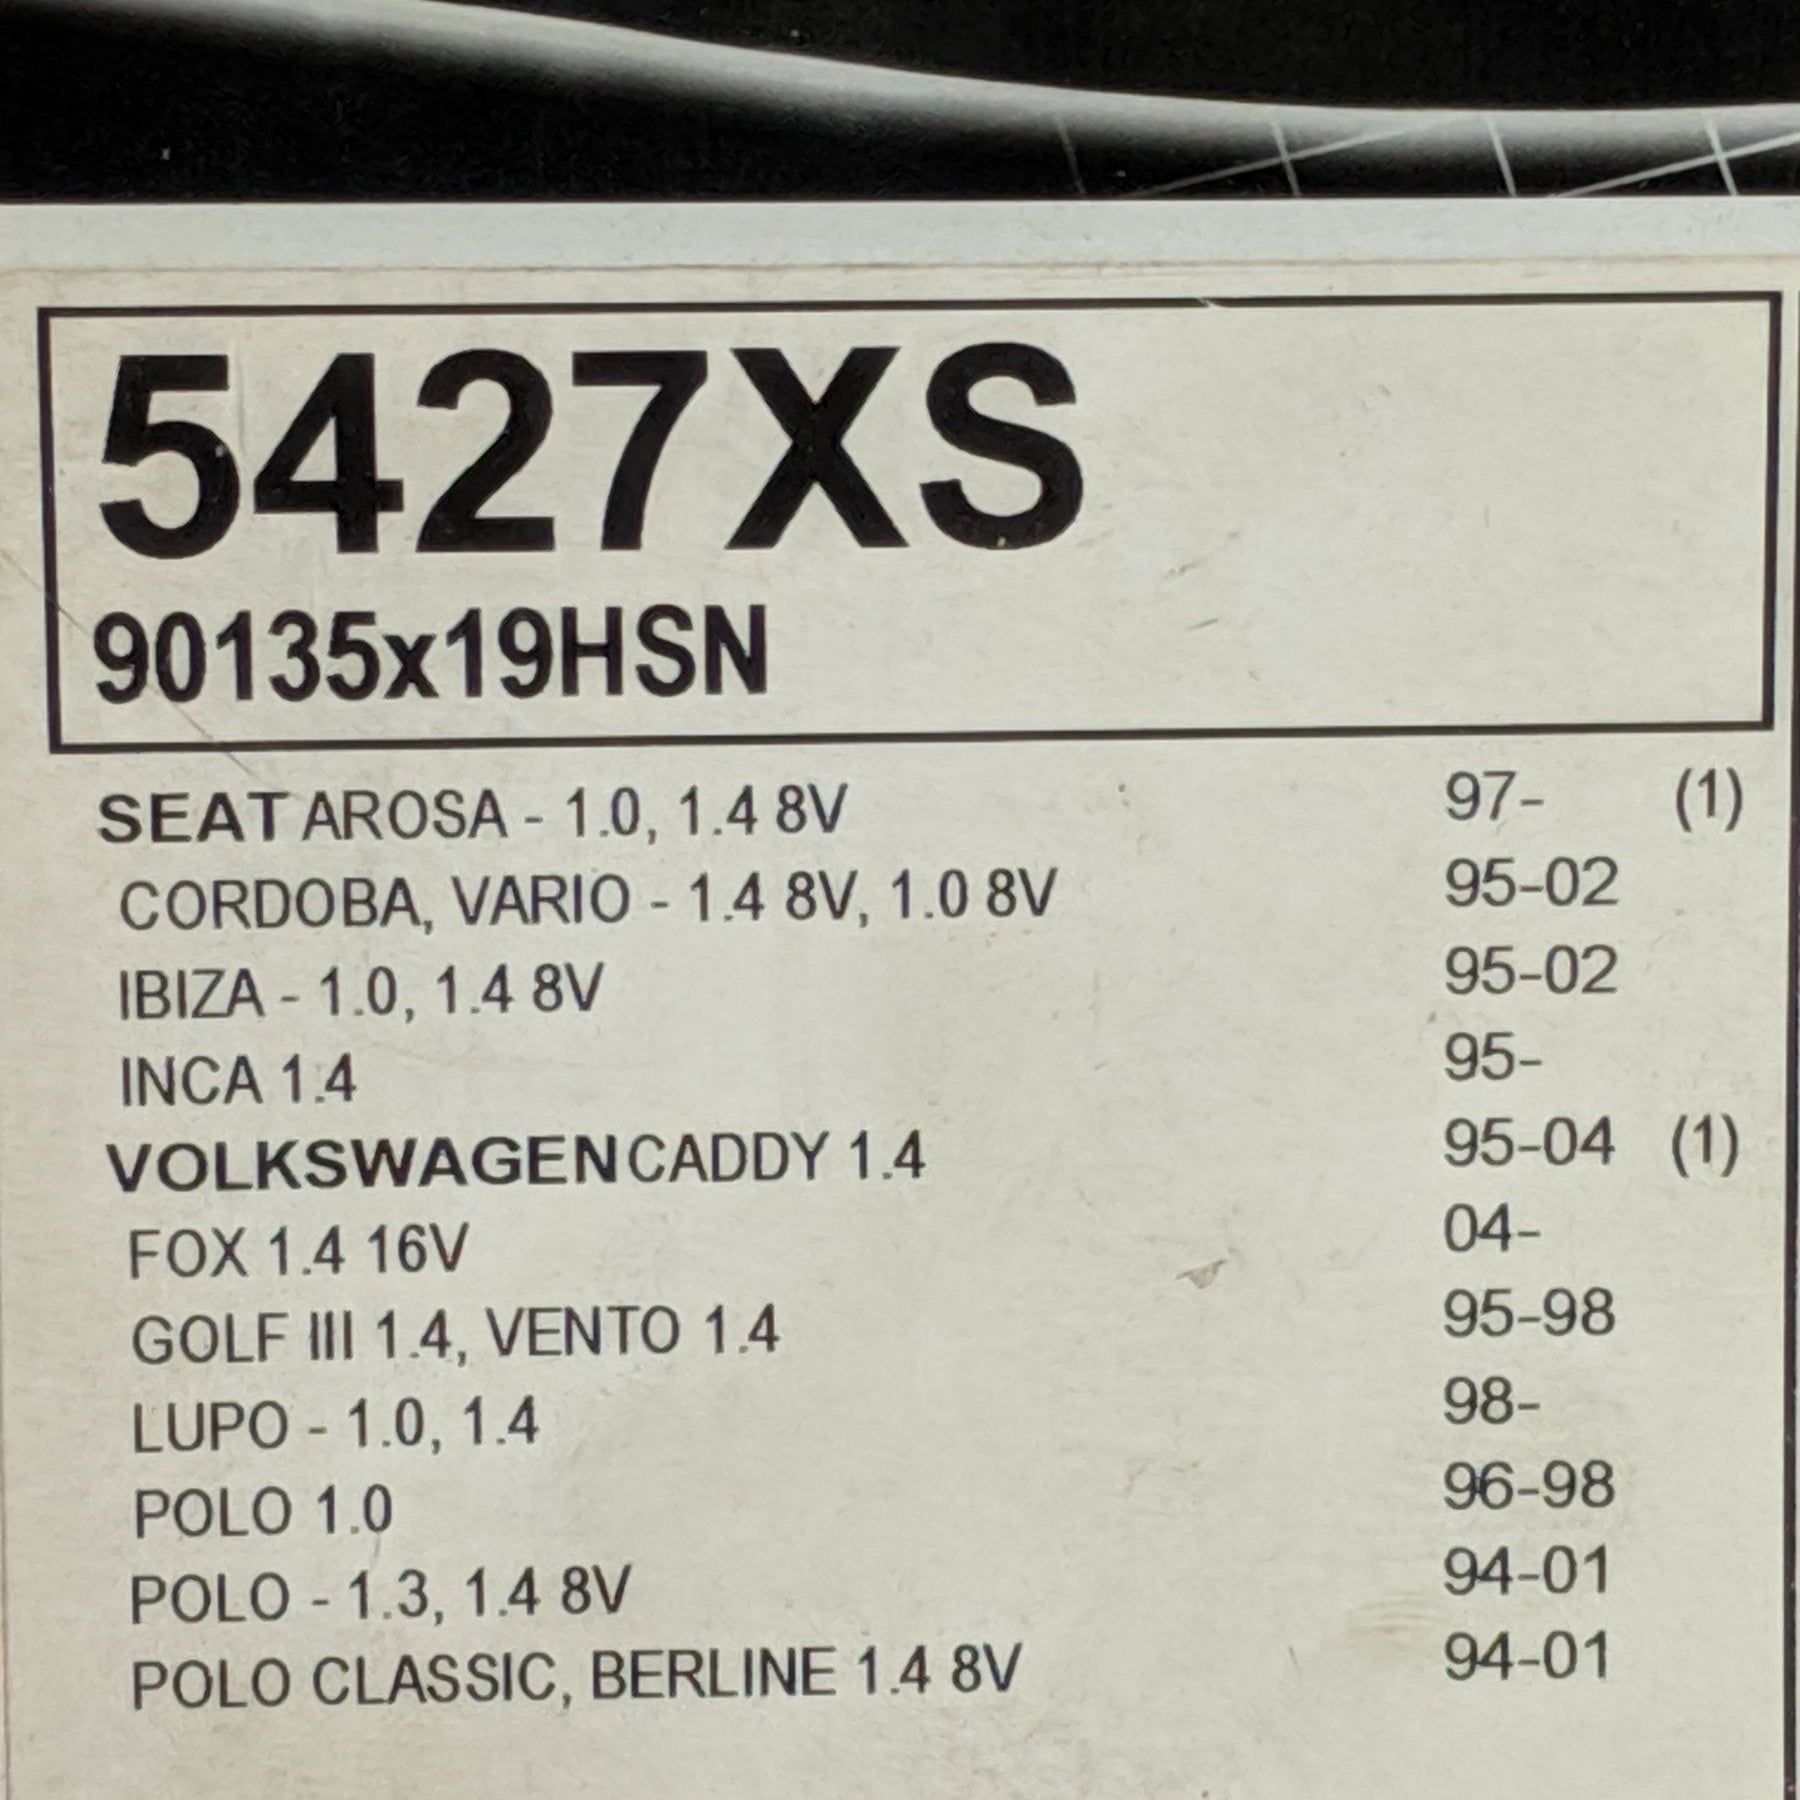 5427XS
90135x19HSN
SEAT AROSA - 1.0, 1.4 8V 97- (1)
CORDOBA, VARIO - 1.4 8V, 1.0 8V 95-02
IBIZA - 1.0, 1.4 8V 95-02
INCA 1.4 95-
VOLKSWAGEN CADDY 1.4 95-04 (1)
FOX 1.4 16V 04-
GOLF III 1.4, VENTO 1.4 95-98
LUPO - 1.0, 1.4 98-
POLO 1.0 96-98
POLO - 1.3, 1.4 8V 94-01
POLO CLASSIC, BERLINE 1.4 8V 94-01